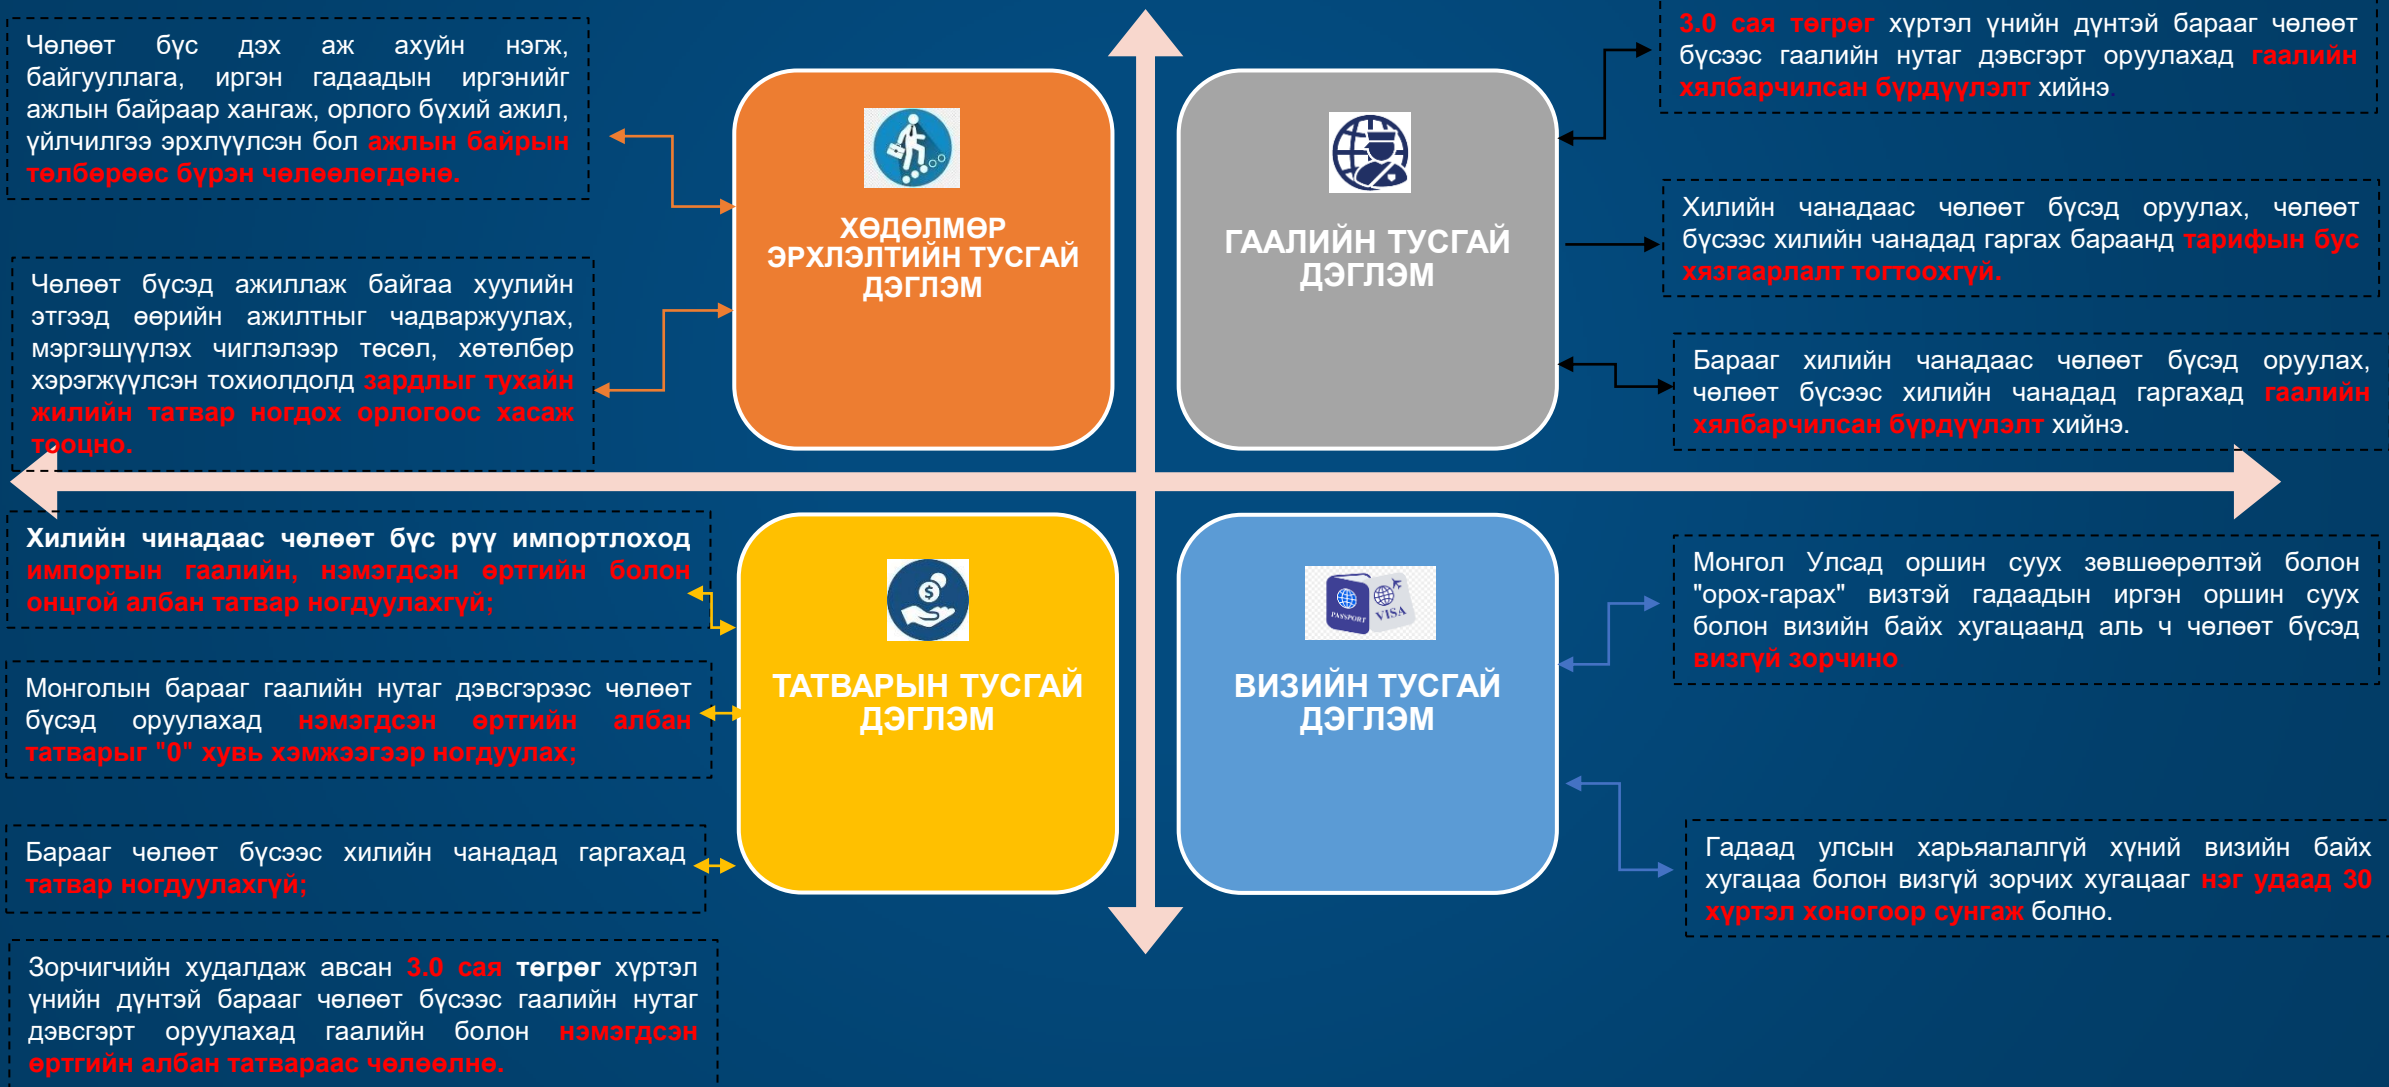 Чөлөөт бүс дэх аж ахуйн нэгж,
байгууллага, иргэн гадаадын иргэнийг
ажлын байраар хангаж, орлого бүхий ажил,
үйлчилгээ эрхлүүлсэн бол ажлын байрын
төлбөрөөс бүрэн чөлөөлөгдөнө.
Чөлөөт бүсэд ажиллаж байгаа хуулийн
этгээд өөрийн ажилтныг чадваржуулах,
мэргэшүүлэх чиглэлээр төсөл, хөтөлбөр
хэрэгжүүлсэн тохиолдолд зардлыг тухайн
жилийн татвар ногдох орлогоос хасаж
тооцно.
ХӨДӨЛМӨР
ЭРХЛЭЛТИЙН ТУСГАЙ
ДЭГЛЭМ
ГААЛИЙН ТУСГАЙ
ДЭГЛЭМ
3.0 сая төгрөг хүртэл үнийн дүнтэй барааг чөлөөт
бүсээс гаалийн нутаг дэвсгэрт оруулахад гаалийн
хялбарчилсан бүрдүүлэлт хийнэ.
Хилийн чанадаас чөлөөт бүсэд оруулах, чөлөөт
бүсээс хилийн чанадад гаргах бараанд тарифын бус
хязгаарлалт тогтоохгүй.
Барааг хилийн чанадаас чөлөөт бүсэд оруулах,
чөлөөт бүсээс хилийн чанадад гаргахад гаалийн
хялбарчилсан бүрдүүлэлт хийнэ.
Хилийн чинадаас чөлөөт бүс рүү импортлоход
импортын гаалийн, нэмэгдсэн өртгийн болон
онцгой албан татвар ногдуулахгүй;
Монголын барааг гаалийн нутаг дэвсгэрээс чөлөөт
бүсэд оруулахад нэмэгдсэн өртгийн албан
татварыг "0" хувь хэмжээгээр ногдуулах;
Барааг чөлөөт бүсээс хилийн чанадад гаргахад
татвар ногдуулахгүй;
Зорчигчийн худалдаж авсан 3.0 сая төгрөг хүртэл
үнийн дүнтэй барааг чөлөөт бүсээс гаалийн нутаг
дэвсгэрт оруулахад гаалийн болон нэмэгдсэн
өртгийн албан татвараас чөлөөлнө.
ТАТВАРЫН ТУСГАЙ
ДЭГЛЭМ
PASSPORT
VISA
ВИЗИЙН ТУСГАЙ
ДЭГЛЭМ
Монгол Улсад оршин суух зөвшөөрөлтэй болон
"орох-гарах" визтэй гадаадын иргэн оршин суух
болон визийн байх хугацаанд аль ч чөлөөт бүсэд
визгүй зорчино
Гадаад улсын харьяалалгүй хүний визийн байх
хугацаа болон визгүй зорчих хугацааг нэг удаад 30
хүртэл хоногоор сунгаж болно.